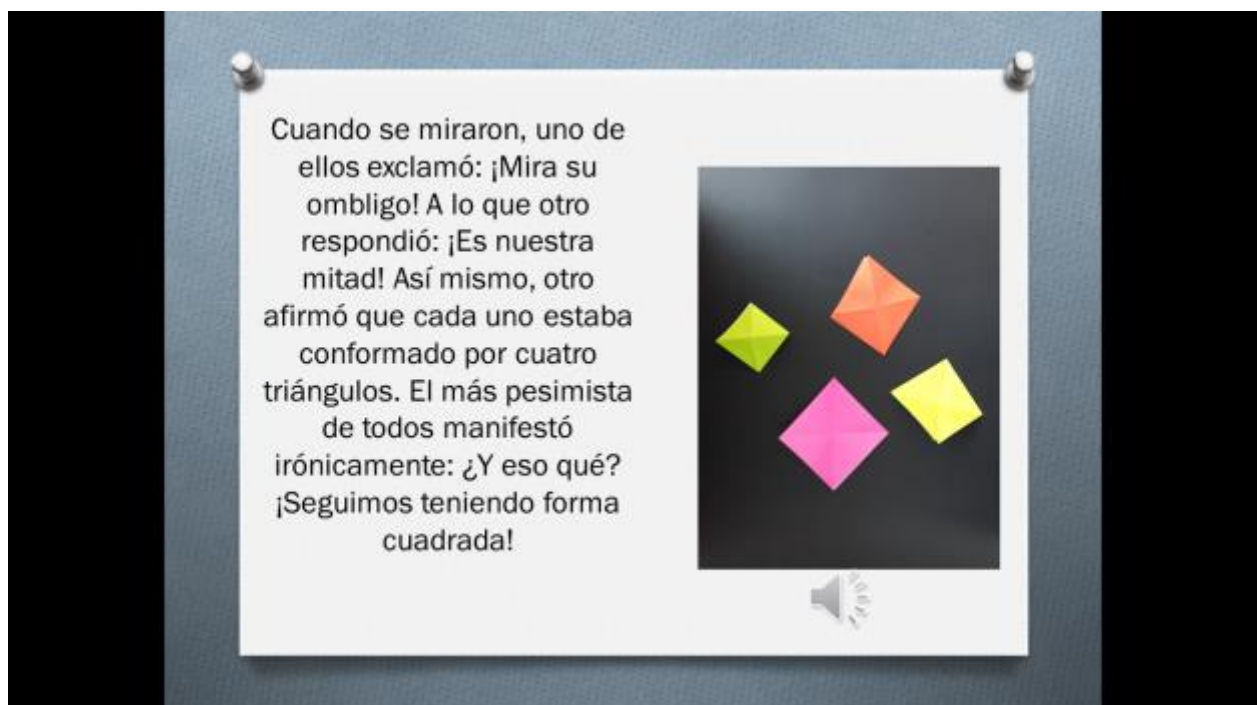 Cuando se miraron, uno de
ellos exclamó: ¡Mira su
ombligo! A lo que otro
respondió: ¡Es nuestra
mitad! Así mismo, otro
afirmó que cada uno estaba
conformado por cuatro
triángulos. El más pesimista
de todos manifestó
irónicamente: ¿Y eso qué?
¡Seguimos teniendo forma
cuadrada!